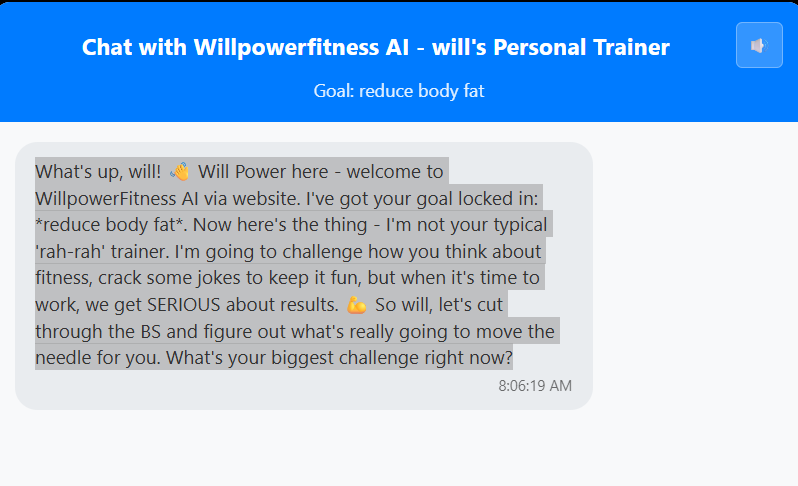 Chat with Willpowerfitness AI - will's Personal Trainer
Goal: reduce body fat
What's up, will! 👋 Will Power here - welcome to
WillpowerFitness AI via website. I've got your goal locked in:
*reduce body fat*. Now here's the thing - I'm not your typical
'rah-rah' trainer. I'm going to challenge how you think about
fitness, crack some jokes to keep it fun, but when it's time to
work, we get SERIOUS about results. 💪 So will, let's cut
through the BS and figure out what's really going to move the
needle for you. What's your biggest challenge right now?
8:06:19 AM